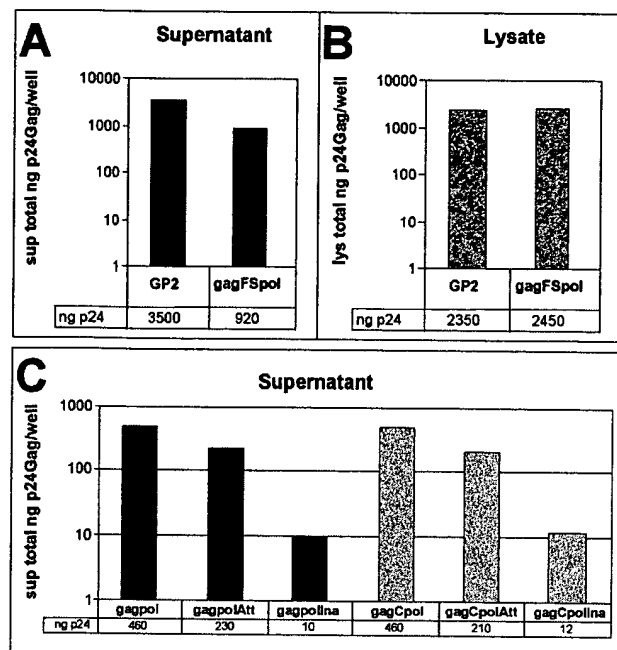 A
Supernatant
sup total ng p24Gag/well
10000
1000
100
10
1
GP2 gagFSpol
ng p24 3500 920
B
Lysate
lys total ng p24Gag/well
10000
1000
100
10
1
GP2 gagFSpol
ng p24 2350 2450
C
Supernatant
sup total ng p24Gag/well
1000
100
10
1
gagpol gagpolAtt gagpolIna gagCpol gagCpolAtt gagCpolIna
ng p24 460 230 10 460 210 12